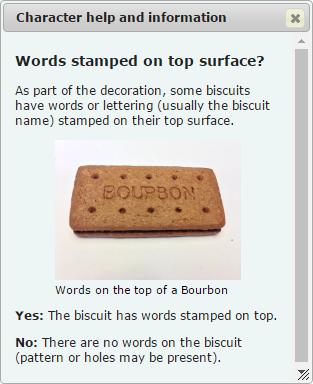 Character help and information
Words stamped on top surface?
As part of the decoration, some biscuits
have words or lettering (usually the biscuit
name) stamped on their top surface.
BOURBON
Words on the top of a Bourbon
Yes: The biscuit has words stamped on top.
No: There are no words on the biscuit
(pattern or holes may be present).